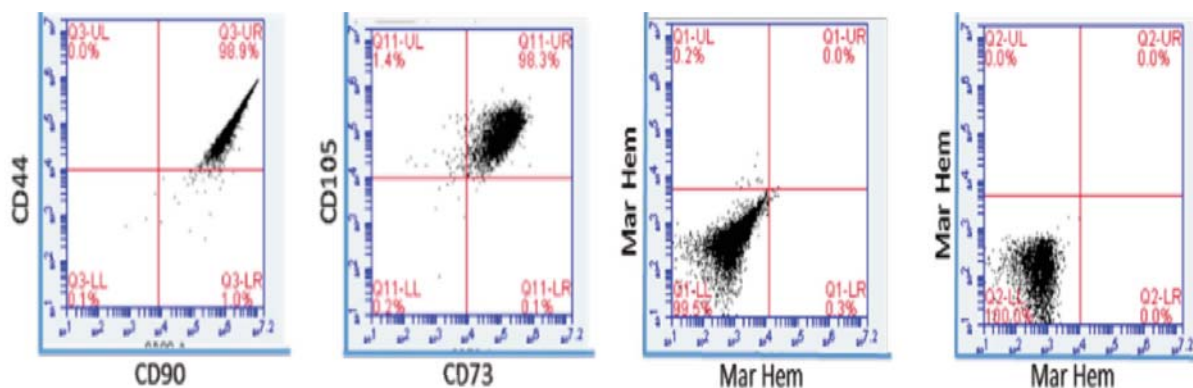 Q3-UL
0.0%
Q3-UR
98.9%
Q3-LL
0.1%
Q3-LR
1.0%
CD44
CD90
Q11-UL
1.4%
Q11-UR
98.3%
Q11-LL
0.2%
Q11-LR
0.1%
CD105
CD73
Q1-UL
0.2%
Q1-UR
0.0%
Q1-LL
99.5%
Q1-LR
0.3%
Mar Hem
Mar Hem
Q2-UL
0.0%
Q2-UR
0.0%
Q2-LL
100.0%
Q2-LR
0.0%
Mar Hem
Mar Hem